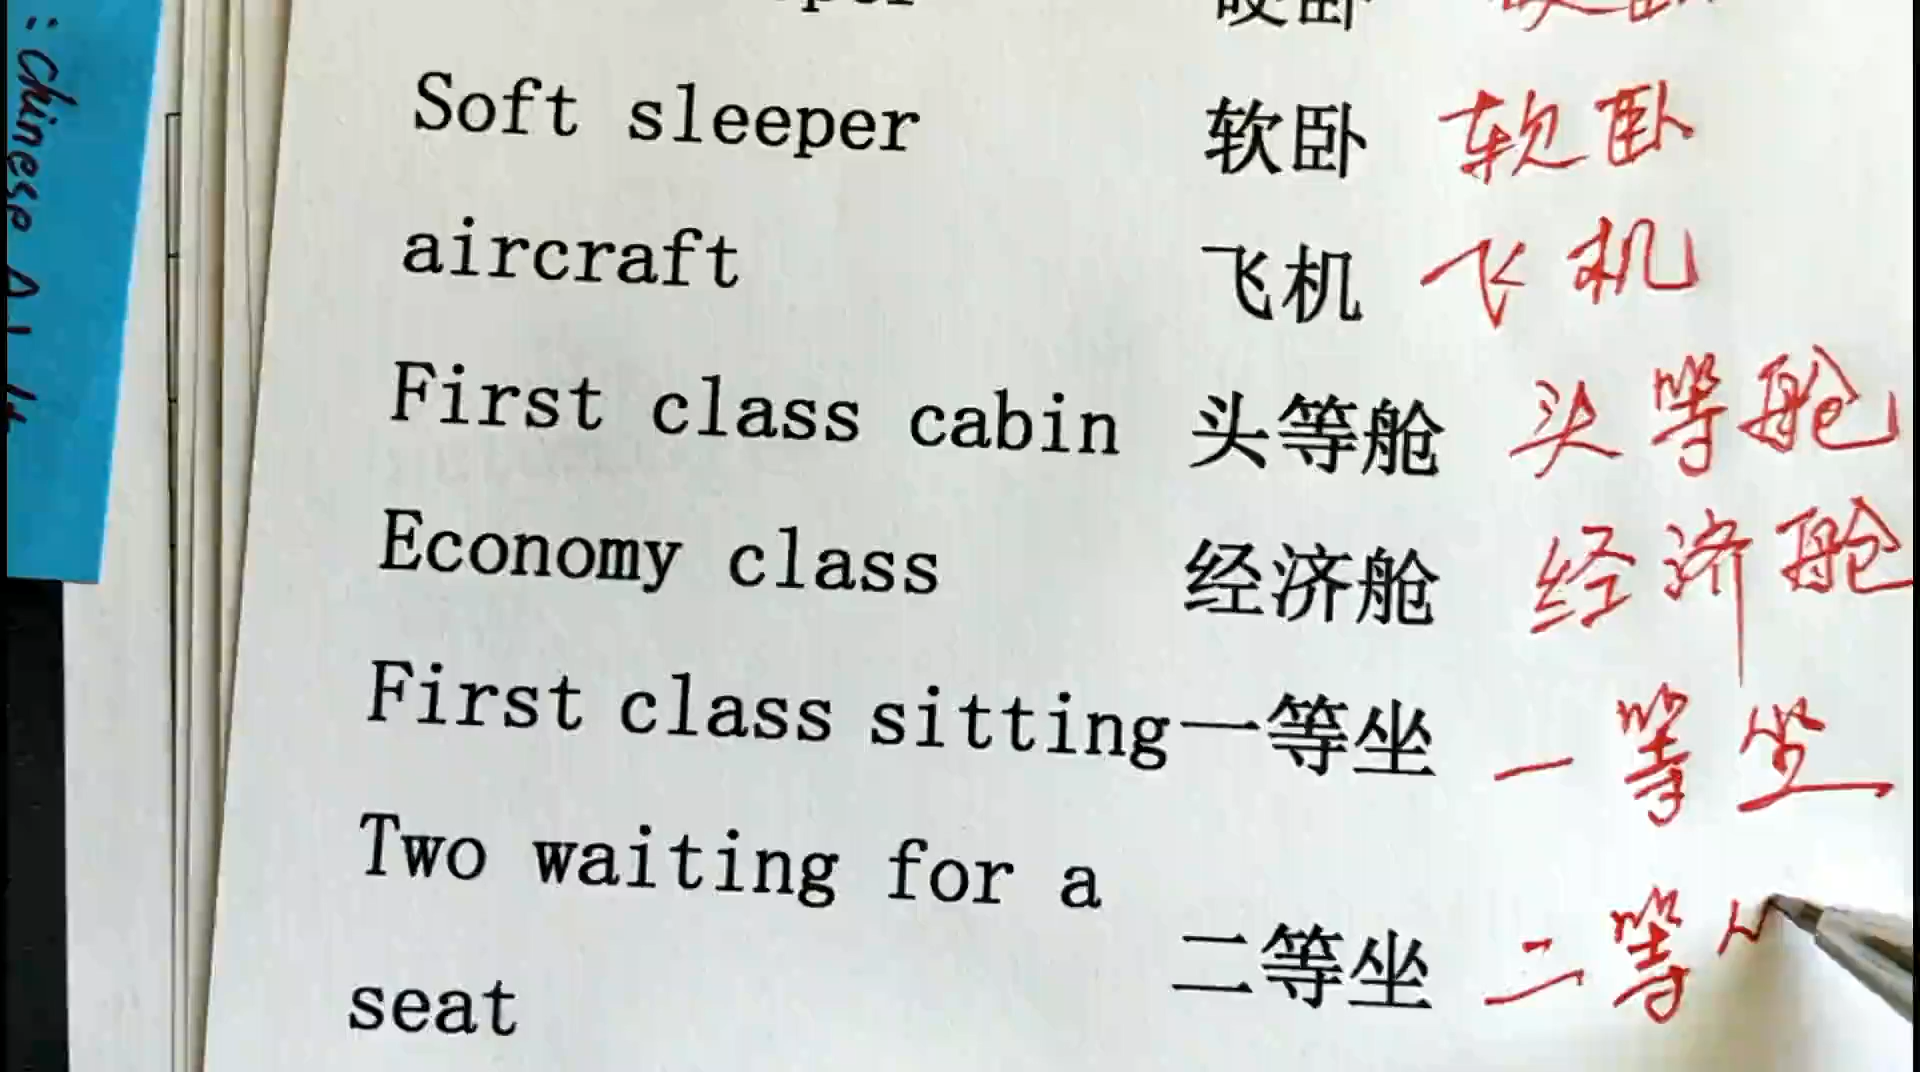 : Chinese
Soft sleeper 软卧 软卧
aircraft 飞机 飞机
First class cabin 头等舱 头等舱
Economy class 经济舱 经济舱
First class sitting 一等坐 一等坐
Two waiting for a
seat 二等坐 二等